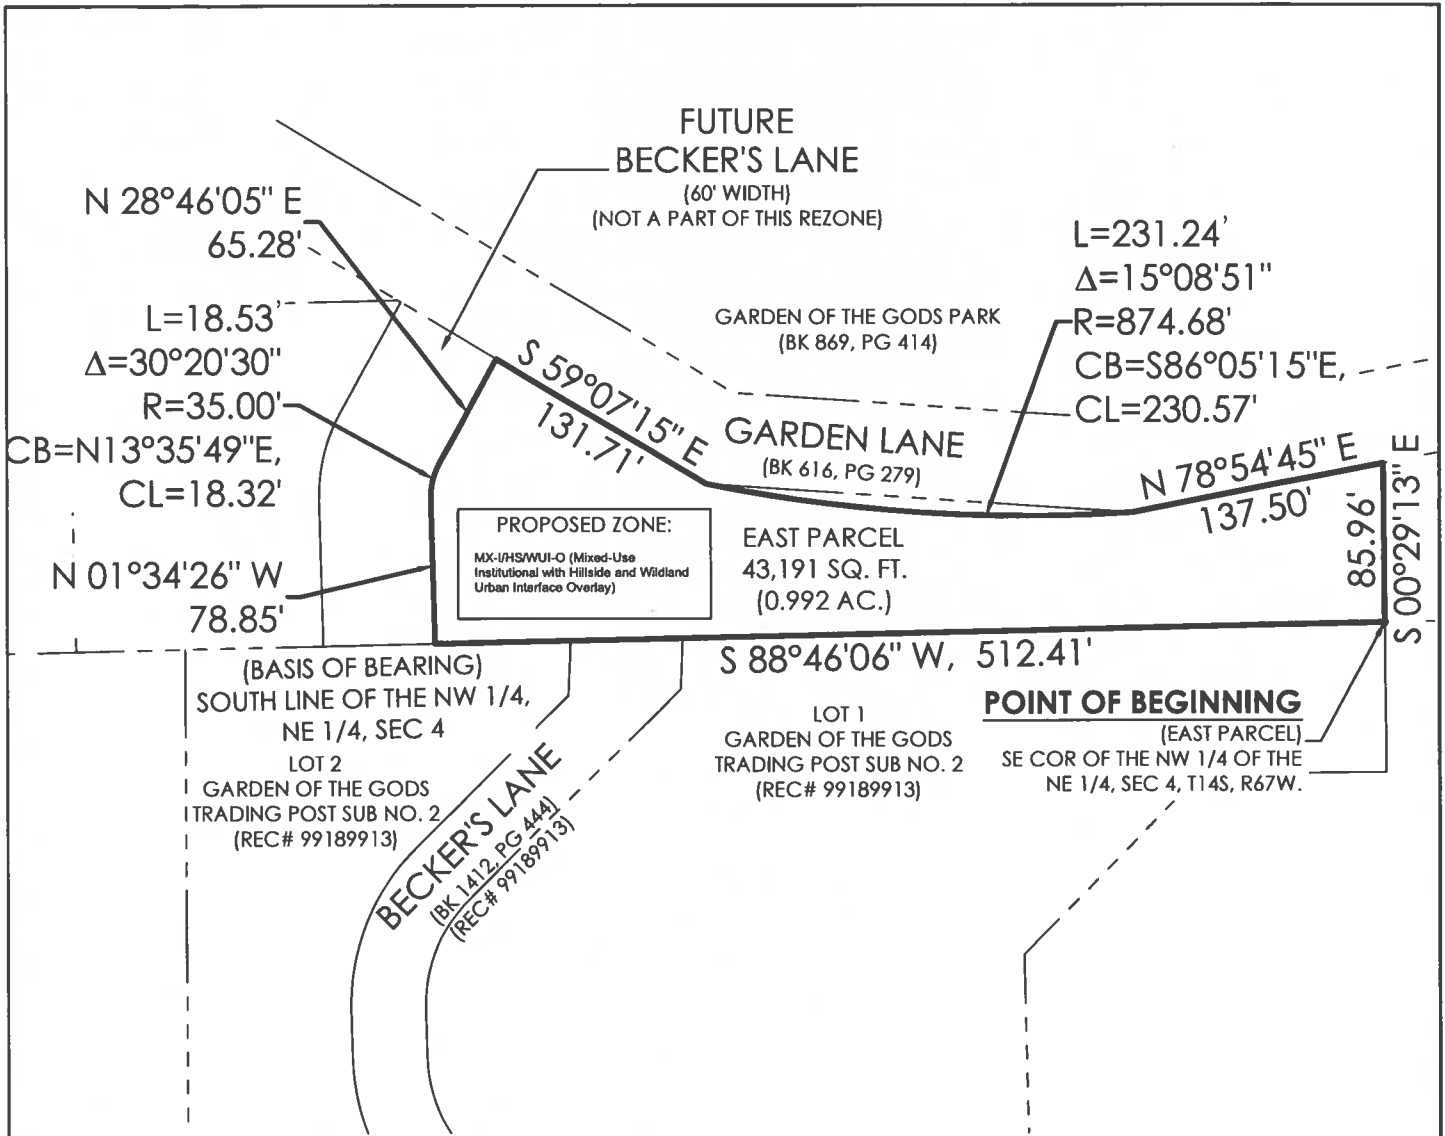 FUTURE
BECKER'S LANE
(60' WIDTH)
(NOT A PART OF THIS REZONE)
N 28°46'05" E
65.28'
L=18.53'
Δ=30°20'30"
R=35.00'
CB=N13°35'49"E,
CL=18.32'
N 01°34'26" W
78.85'
L=231.24'
Δ=15°08'51"
R=874.68'
CB=S86°05'15"E,
CL=230.57'
GARDEN OF THE GODS PARK
(BK 869, PG 414)
S 59°07'15" E
131.71'
GARDEN LANE
(BK 616, PG 279)
N 78°54'45" E
137.50'
85.96'
S 00°29'13" E
PROPOSED ZONE:
MX-I/HS/WUI-O (Mixed-Use
Institutional with Hillside and Wildland
Urban Interface Overlay)
EAST PARCEL
43,191 SQ. FT.
(0.992 AC.)
S 88°46'06" W, 512.41'
(BASIS OF BEARING)
SOUTH LINE OF THE NW 1/4,
NE 1/4, SEC 4
LOT 2
GARDEN OF THE GODS
TRADING POST SUB NO. 2
(REC# 99189913)
BECKER'S LANE
(BK 1412, PG 444)
(REC# 99189913)
LOT 1
GARDEN OF THE GODS
TRADING POST SUB NO. 2
(REC# 99189913)
POINT OF BEGINNING
(EAST PARCEL)
SE COR OF THE NW 1/4 OF THE
NE 1/4, SEC 4, T14S, R67W.